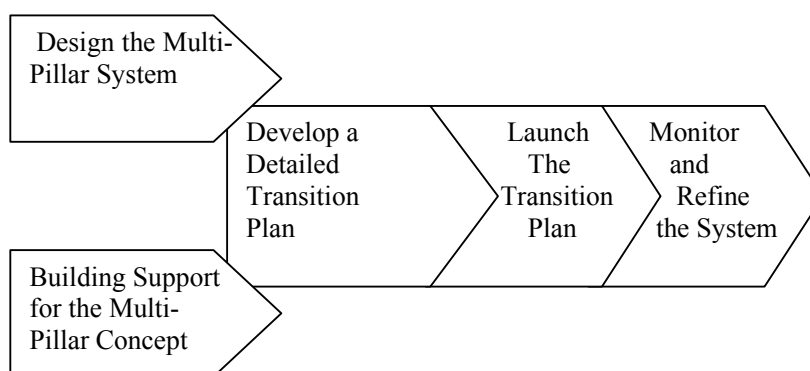 Design the Multi-
Pillar System
Develop a
Detailed
Transition
Plan
Launch
The
Transition
Plan
Monitor
and
Refine
the System
Building Support
for the Multi-
Pillar Concept